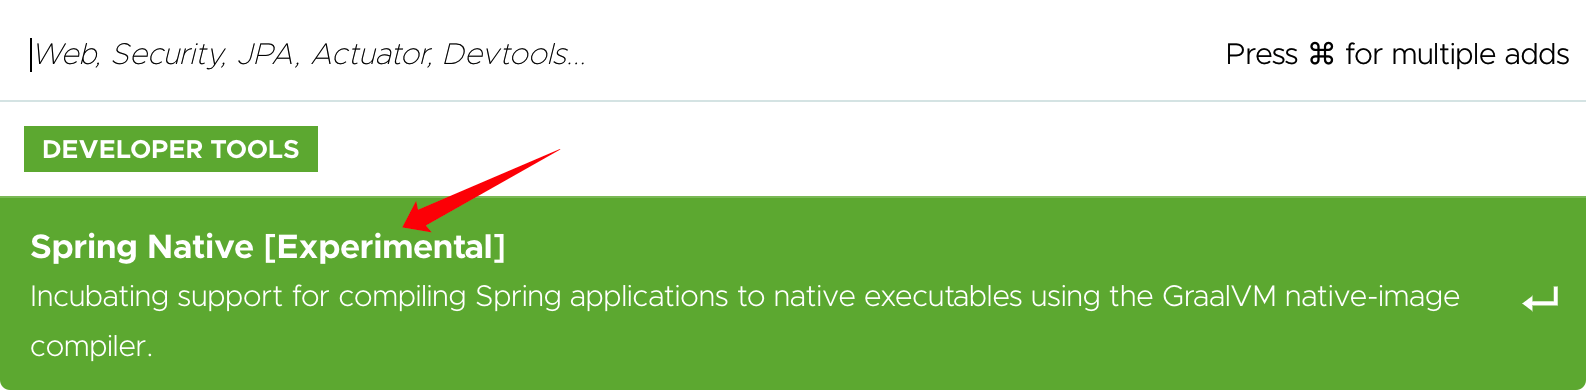 Web, Security, JPA, Actuator, Devtools...
Press ⌘ for multiple adds
DEVELOPER TOOLS
Spring Native [Experimental]
Incubating support for compiling Spring applications to native executables using the GraalVM native-image
compiler.